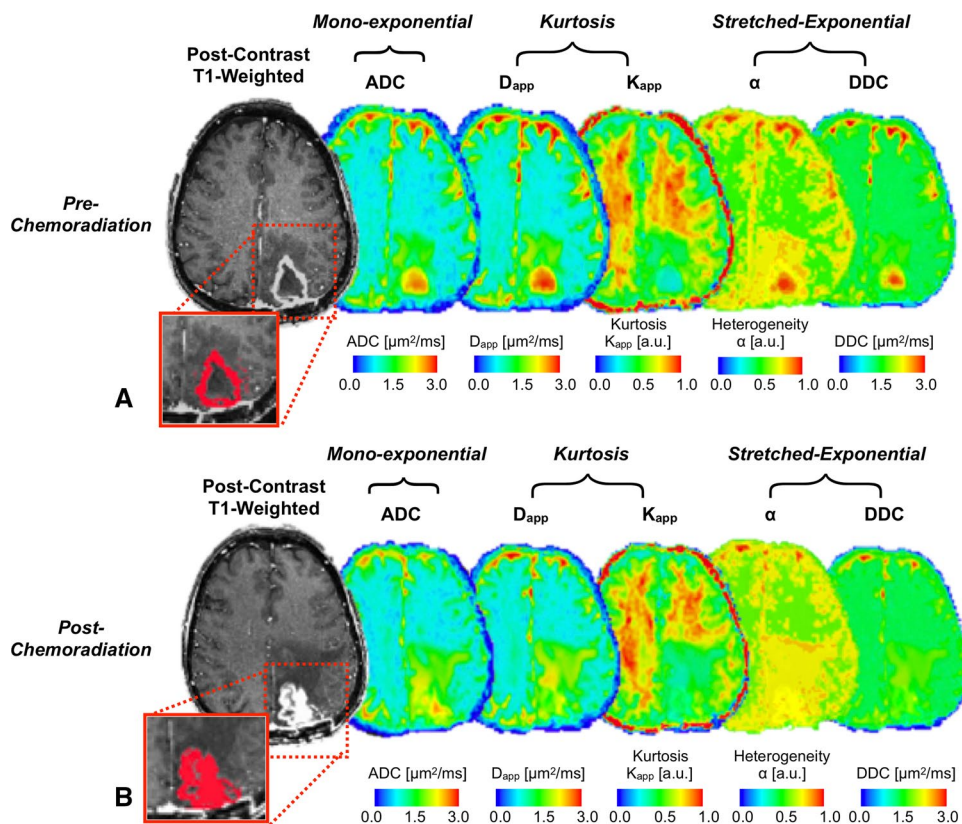 Mono-exponential Kurtosis Stretched-Exponential
Post-Contrast
T1-Weighted
ADC Dapp Kapp α DDC
Pre-
Chemoradiation
ADC [µm²/ms] Dapp [µm²/ms] Kurtosis
Kapp [a.u.] Heterogeneity
α [a.u.] DDC [µm²/ms]
0.0 1.5 3.0 0.0 1.5 3.0 0.0 0.5 1.0 0.0 0.5 1.0 0.0 1.5 3.0
A
Mono-exponential Kurtosis Stretched-Exponential
Post-Contrast
T1-Weighted
ADC Dapp Kapp α DDC
Post-
Chemoradiation
ADC [µm²/ms] Dapp [µm²/ms] Kurtosis
Kapp [a.u.] Heterogeneity
α [a.u.] DDC [µm²/ms]
0.0 1.5 3.0 0.0 1.5 3.0 0.0 0.5 1.0 0.0 0.5 1.0 0.0 1.5 3.0
B